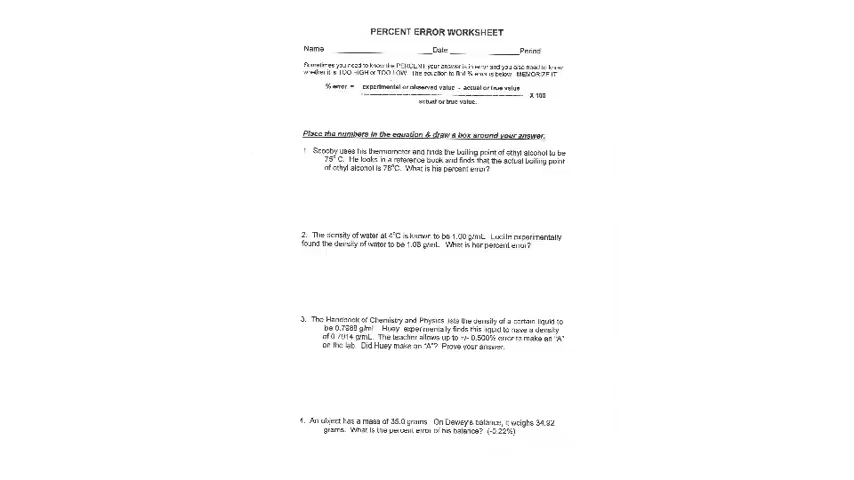 PERCENT ERROR WORKSHEET
Name ____________________Date _________________Period
Sometimes you need to know the PERCENT your answer is in error and you also need to know
whether it is TOO HIGH or TOO LOW. The equation to find % error is below. MEMORIZE IT
% error = experimental or observed value - actual or true value
X 100
actual or true value.
Place the numbers in the equation & draw a box around your answer.
1. Scooby uses his thermometer and finds the boiling point of ethyl alcohol to be
75°C. He looks in a reference book and finds that the actual boiling point
of ethyl alcohol is 78°C. What is his percent error?
2. The density of water at 4°C is known to be 1.00 g/mL. experimentally
found the density of water to be 1.08 g/mL. What is her percent error?
3. The Handbook of Chemistry and Physics lists the density of a certain liquid to
be 0.7988 g/ml. Huey experimentally finds this liquid to have a density
of 0.7914 g/mL. The teacher allows up to +/- 0.500% error to make an "A"
on the lab. Did Huey make an "A"? Prove your answer.
4. An object has a mass of 35.0 grams. On Dewey's balance, it weighs 34.92
grams. What is the percent error of his balance? (-0.22%)